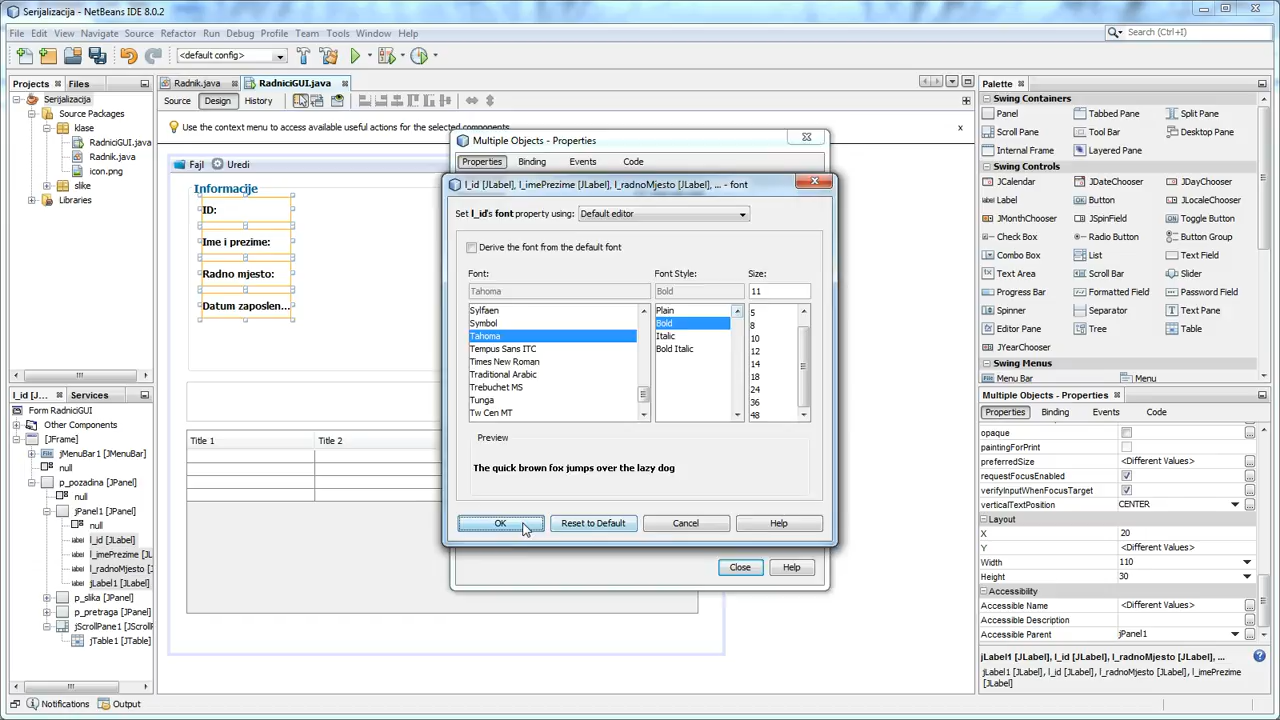 Serijalizacija - NetBeans IDE 8.0.2
File Edit View Navigate Source Refactor Run Debug Profile Team Tools Window Help
Search (Ctrl+I)
<default config>
Projects Files
Serijalizacija
Source Packages
klase
RadniciGUI.java
Radnik.java
icon.png
slike
Libraries
l_id [J... Services
Form RadniciGUI
Other Components
[JFrame]
jMenuBar1 [JMenuBar]
null
p_pozadina [JPanel]
null
jPanel1 [JPanel]
null
l_id [JLabel]
l_imePrezime [JL
l_radnoMjesto [JL
jLabel1 [JLabel]
p_slika [JPanel]
p_pretraga [JPanel]
jScrollPane1 [JScrollP
jTable1 [JTable]
Notifications Output
Radnik.java RadniciGUI.java
Source Design History
Use the context menu to access available useful actions for the selected components.
x
Fajl Uredi
Informacije
ID:
Ime i prezime:
Radno mjesto:
Datum zaposlen...
Title 1 Title 2
Multiple Objects - Properties
Properties Binding Events Code
l_id [JLabel], l_imePrezime [JLabel], l_radnoMjesto [JLabel], ... - font
Set l_id's font property using: Default editor
Derive the font from the default font
Font: Font Style: Size:
Tahoma Bold 11
Sylfaen
Symbol
Tahoma
Tempus Sans ITC
Times New Roman
Traditional Arabic
Trebuchet MS
Tunga
Tw Cen MT
Plain
Bold
Italic
Bold Italic
5
8
10
12
14
18
24
36
48
Preview
The quick brown fox jumps over the lazy dog
OK Reset to Default Cancel Help
Close Help
Palette
Swing Containers
Panel Tabbed Pane Split Pane
Scroll Pane Tool Bar Desktop Pane
Internal Frame Layered Pane
Swing Controls
JCalendar JDateChooser JDayChooser
Label Button JLocaleChooser
JMonthChooser JSpinField Toggle Button
Check Box Radio Button Button Group
Combo Box List Text Field
Text Area Scroll Bar Slider
Progress Bar Formatted Field Password Field
Spinner Separator Text Pane
Editor Pane Tree Table
JYearChooser
Swing Menus
Menu Bar Menu
Multiple Objects - Properties
Properties Binding Events Code
opaque
paintingForPrint
preferredSize <Different Values>
requestFocusEnabled
verifyInputWhenFocusTarget
verticalTextPosition CENTER
Layout
X 20
Y <Different Values>
Width 110
Height 30
Accessibility
Accessible Name <Different Values>
Accessible Description
Accessible Parent jPanel1
jLabel1 [JLabel], l_id [JLabel], l_radnoMjesto [JLabel], ...
jLabel1 [JLabel], l_id [JLabel], l_radnoMjesto [JLabel], l_imePrezime
[JLabel]